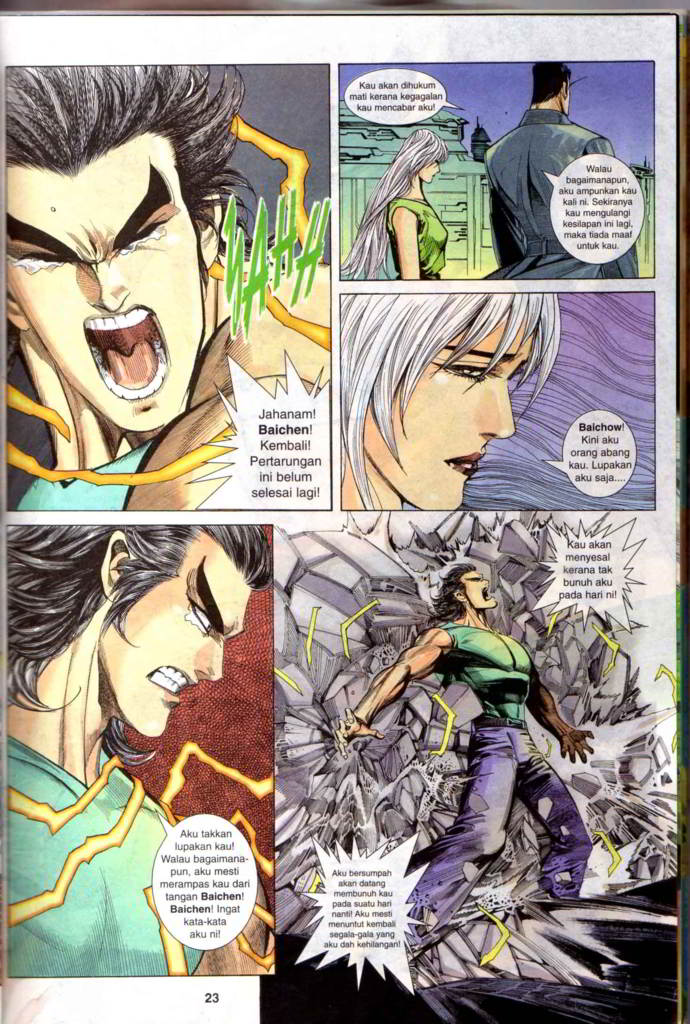 YAHH
Jahanam!
Baichen!
Kembali!
Pertarungan
ini belum
selesai lagi!
Kau akan dihukum
mati kerana kegagalan
kau mencabar aku!
Walau
bagaimanapun,
aku ampunkan kau
kali ni. Sekiranya
kau mengulangi
kesilapan ini lagi,
maka tiada maaf
untuk kau.
Baichow!
Kini aku
orang abang
kau. Lupakan
aku saja....
Aku takkan
lupakan kau!
Walau bagaimana-
pun, aku mesti
merampas kau dari
tangan Baichen!
Baichen! Ingat
kata-kata
aku ni!
Kau akan
menyesal
kerana tak
bunuh aku
pada hari ni!
Aku bersumpah
akan datang
membunuh kau
pada suatu hari
nanti! Aku mesti
menuntut kembali
segala-gala yang
aku dah kehilangan!
23